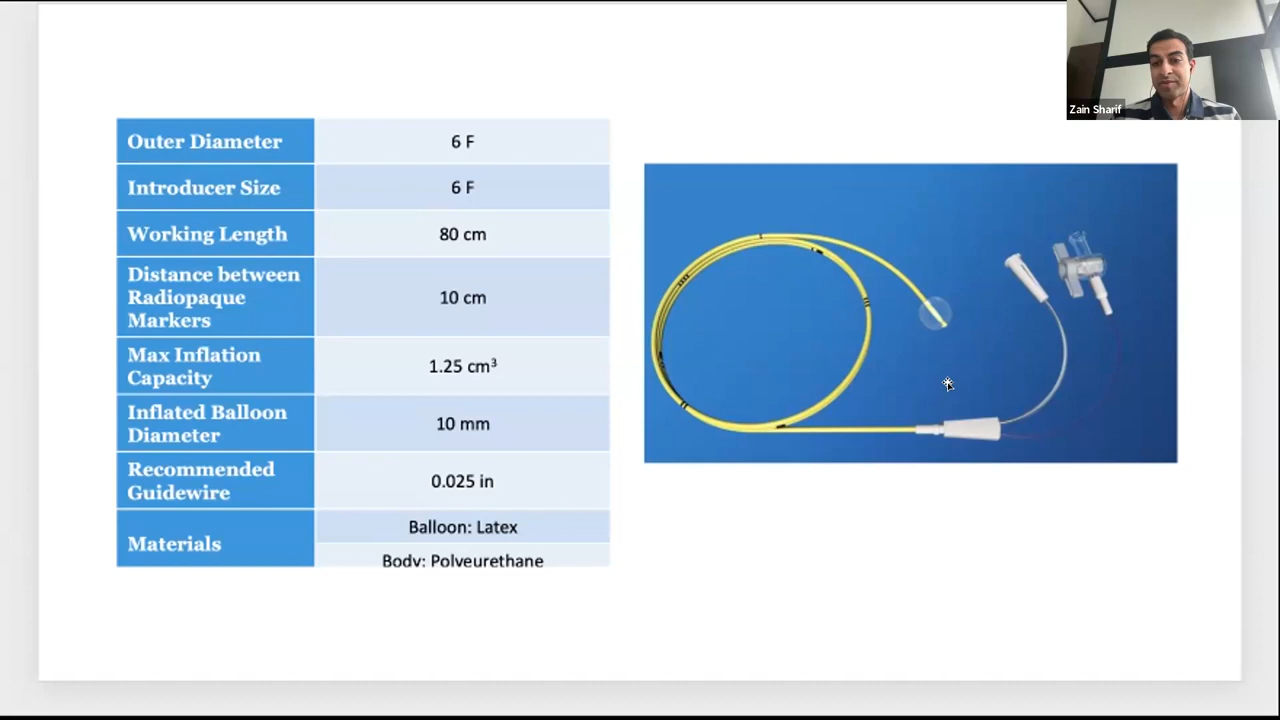 Zain Sharif
Outer Diameter
6 F
Introducer Size
6 F
Working Length
80 cm
Distance between
Radiopaque
Markers
10 cm
Max Inflation
Capacity
1.25 cm³
Inflated Balloon
Diameter
10 mm
Recommended
Guidewire
0.025 in
Materials
Balloon: Latex
Body: Polyeurethane